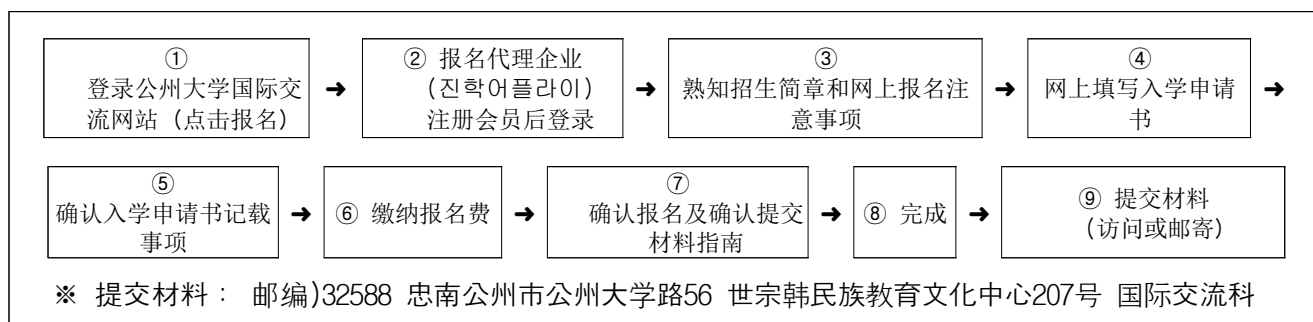 ①
登录公州大学国际交
流网站 (点击报名)
➜
② 报名代理企业
(진학어플라이)
注册会员后登录
➜
③
熟知招生简章和网上报名注
意事项
➜
④
网上填写入学申请
书
➜
⑤
确认入学申请书记载
事项
➜
⑥ 缴纳报名费
➜
⑦
确认报名及确认提交
材料指南
➜
⑧ 完成
➜
⑨ 提交材料
(访问或邮寄)
※ 提交材料： 邮编)32588 忠南公州市公州大学路56 世宗韩民族教育文化中心207号 国际交流科